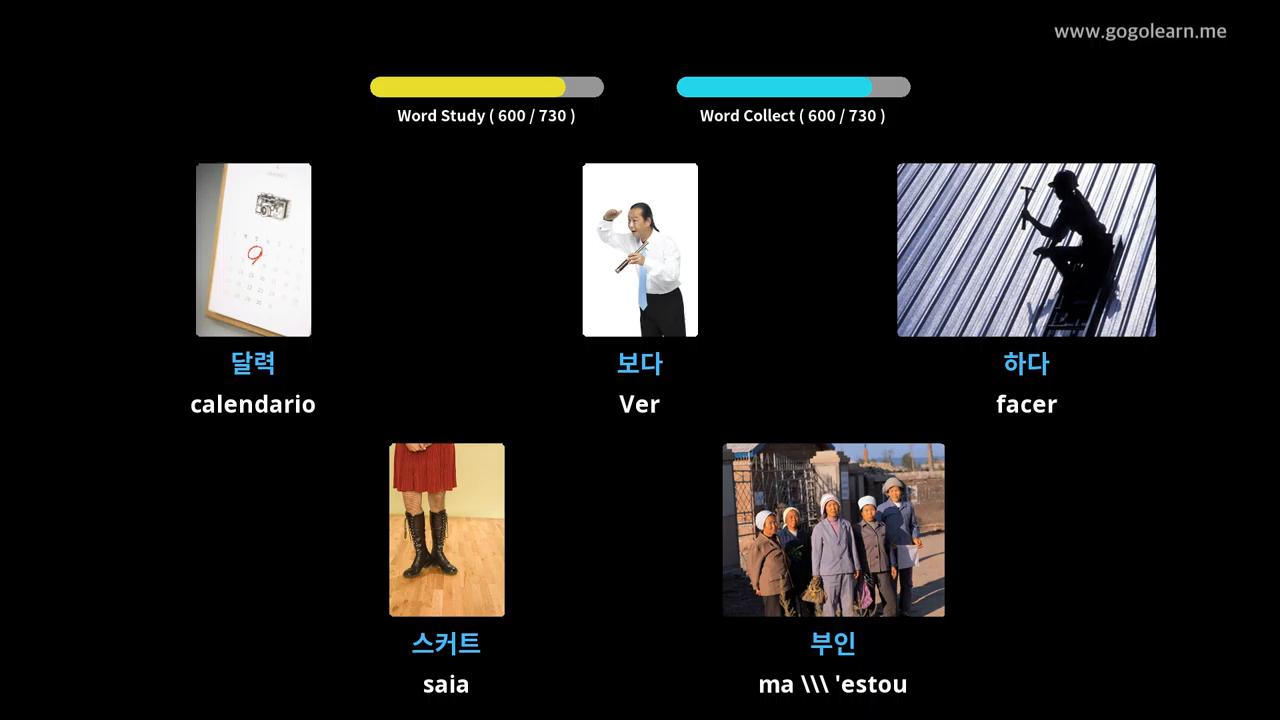 www.gogolearn.me
Word Study ( 600 / 730 )
Word Collect ( 600 / 730 )
달력
calendario
보다
Ver
하다
facer
스커트
saia
부인
ma \\\ 'estou